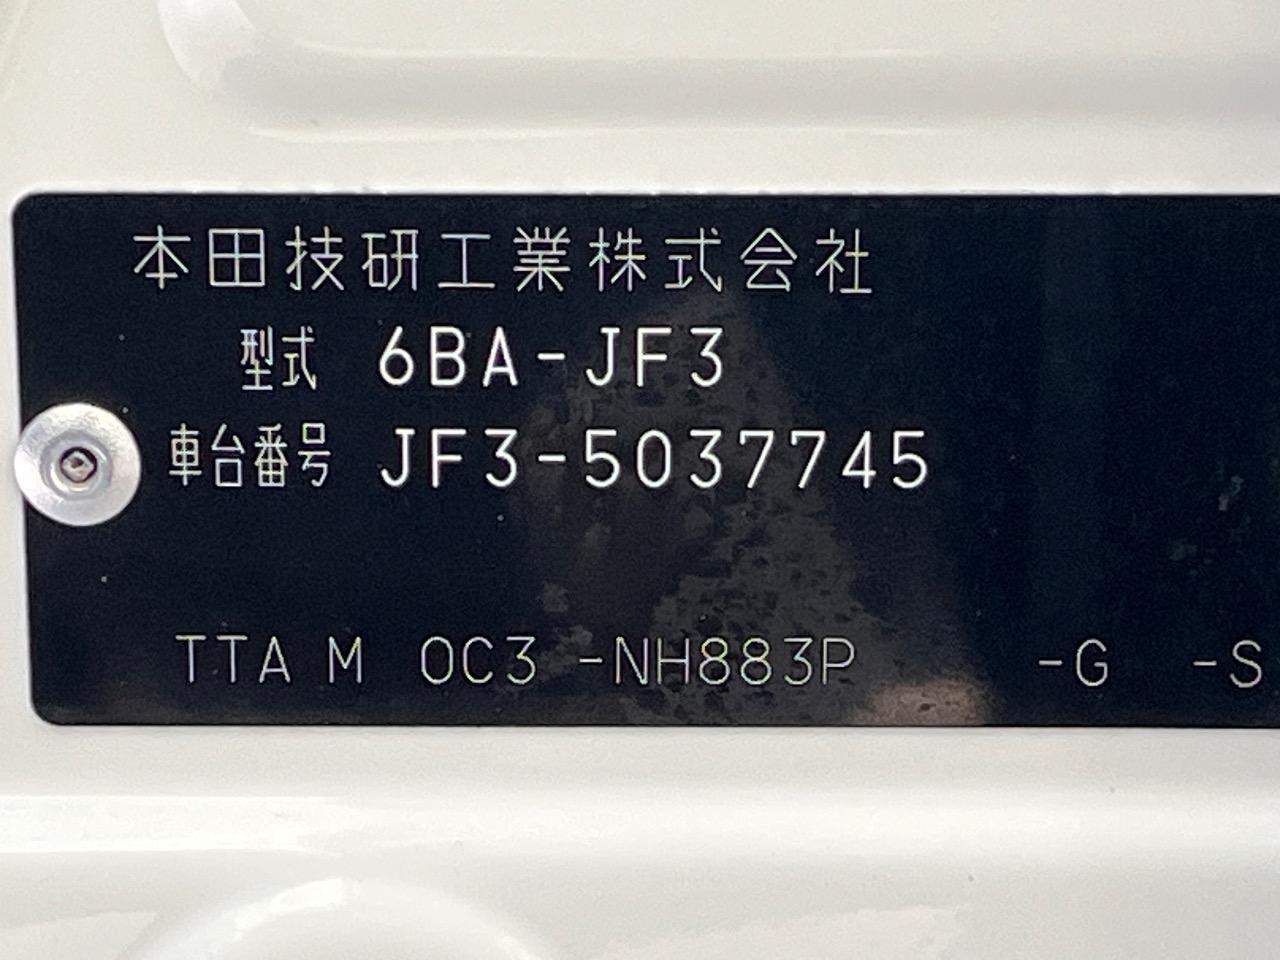 本田技研工業株式会社
型式 6BA-JF3
車台番号 JF3-5037745
TTA M 0C3 -NH883P -G -S